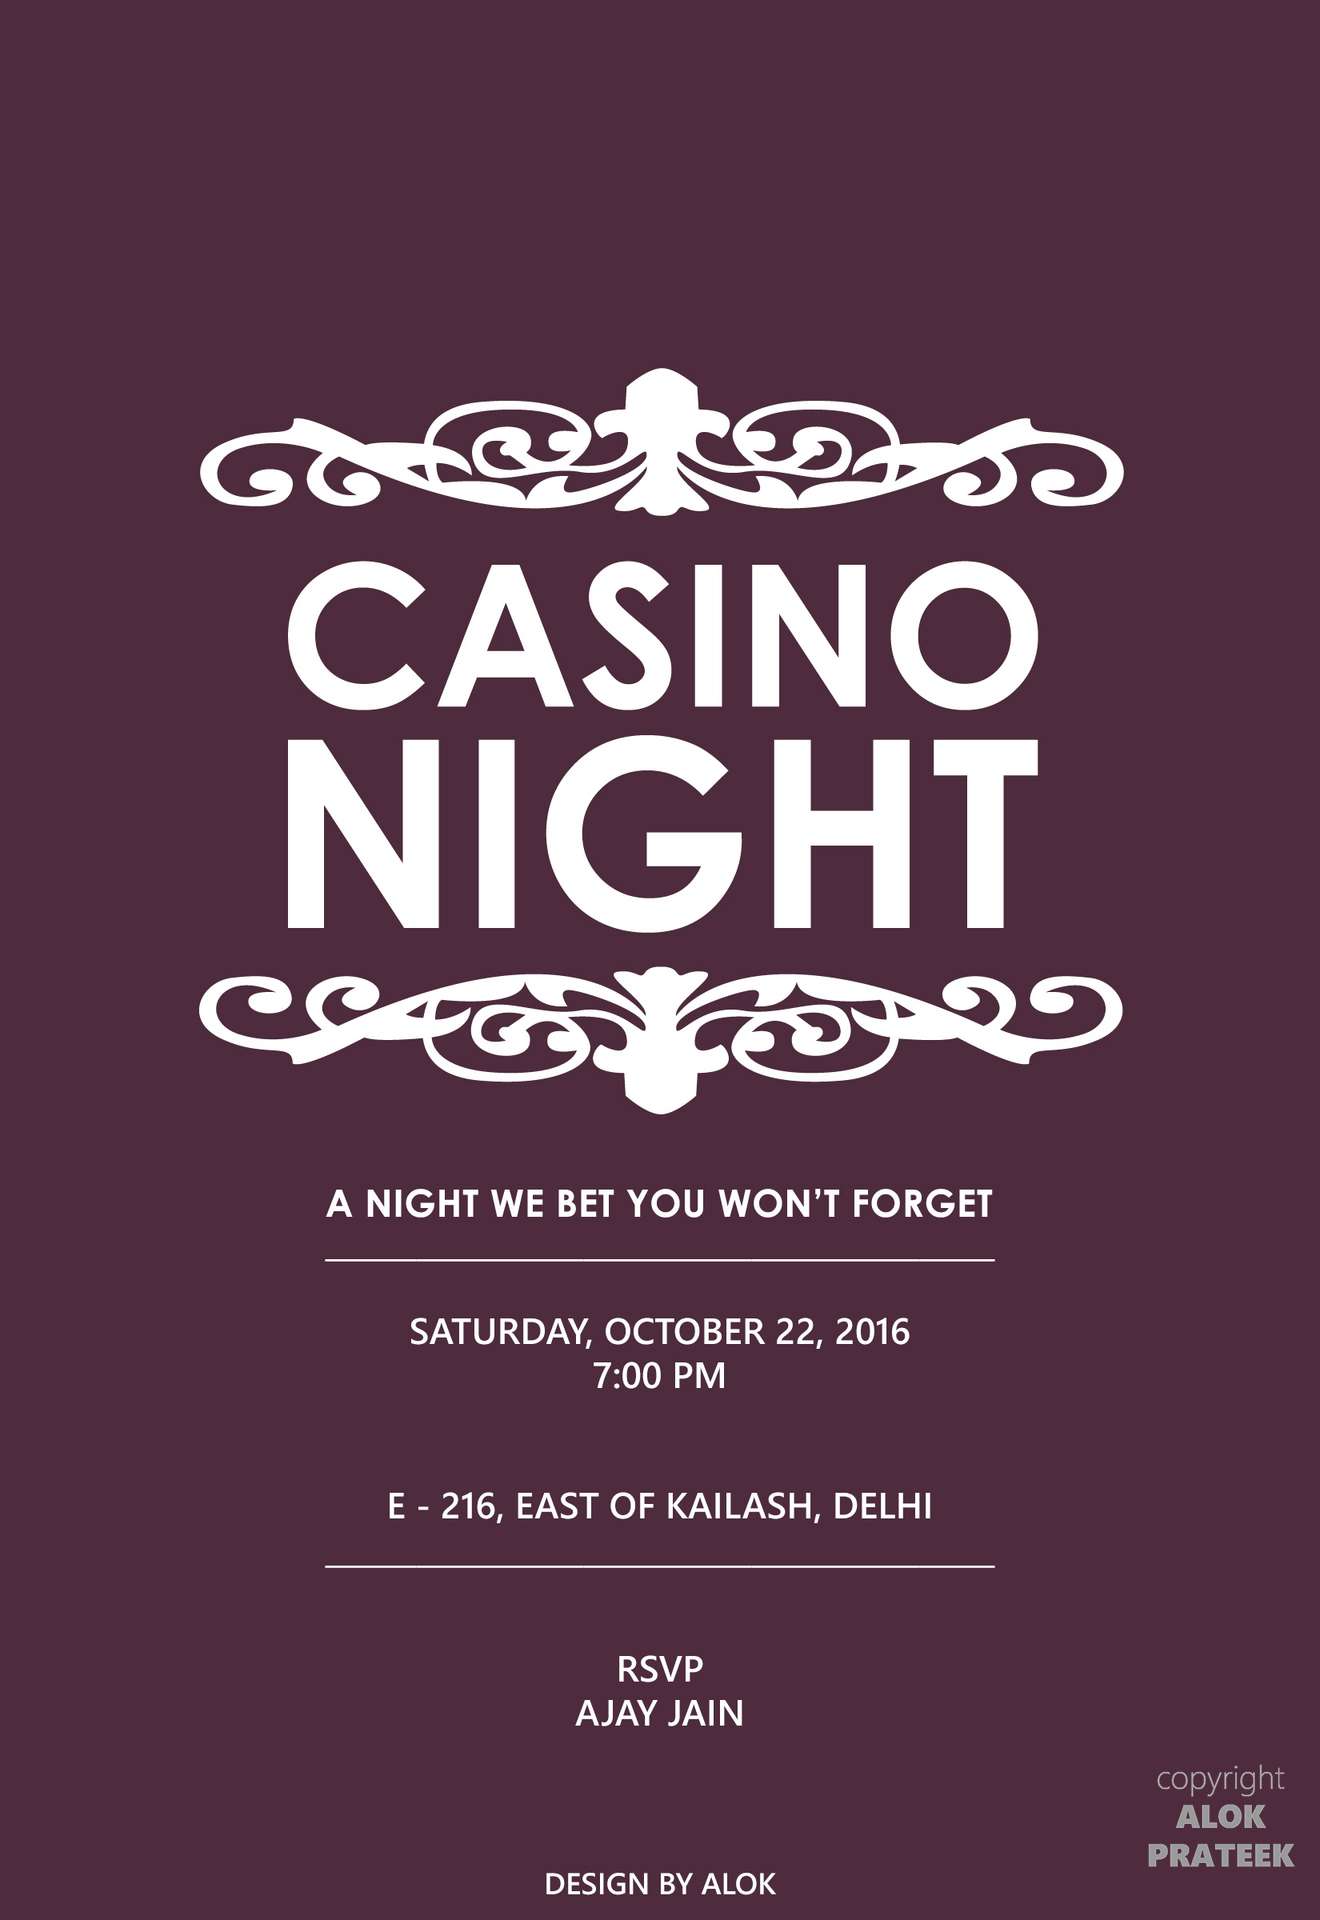 CASINO
NIGHT
A NIGHT WE BET YOU WON'T FORGET
SATURDAY, OCTOBER 22, 2016
7:00 PM
E - 216, EAST OF KAILASH, DELHI
RSVP
AJAY JAIN
copyright
ALOK
PRATEEK
DESIGN BY ALOK